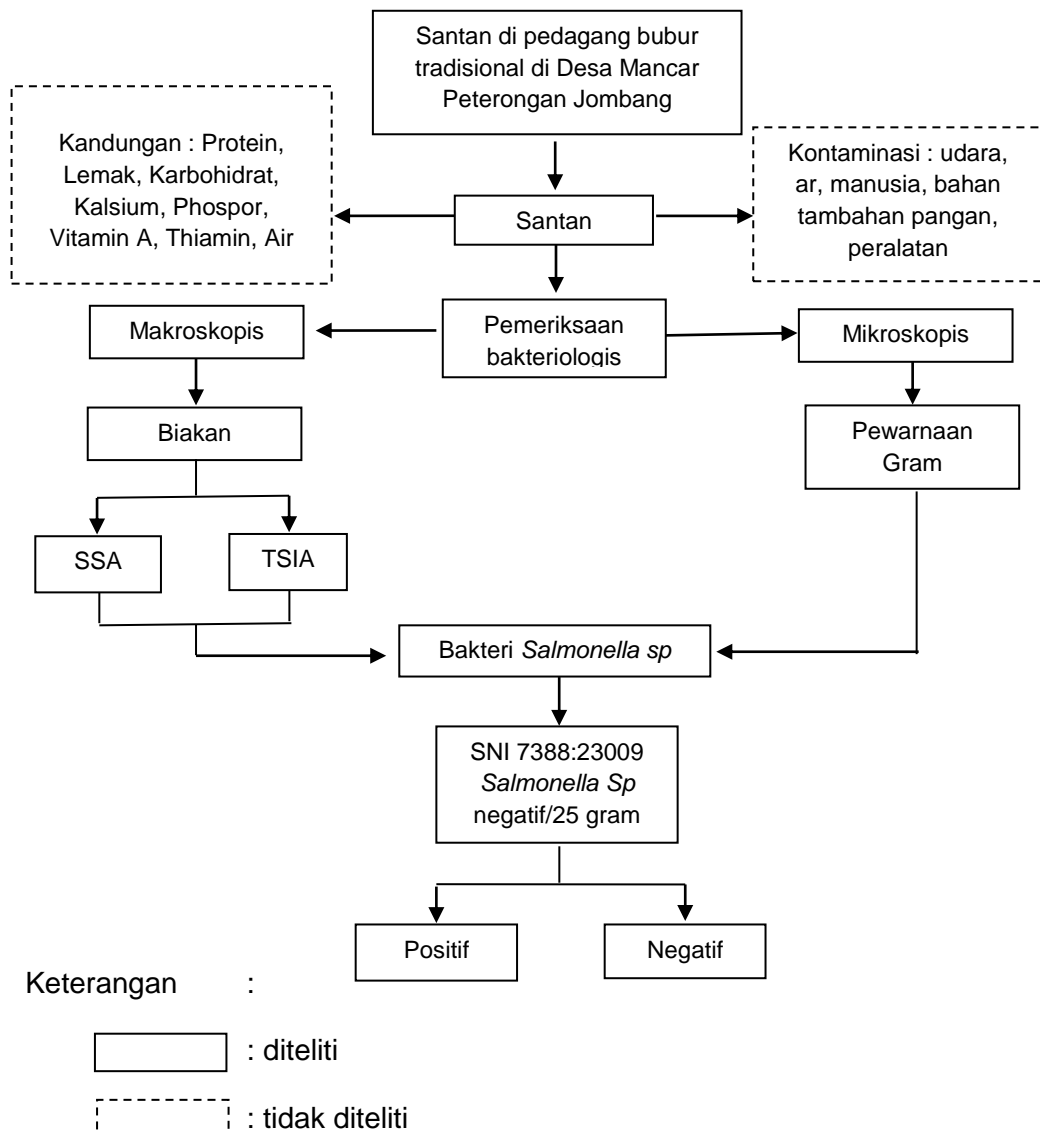 Santan di pedagang bubur
tradisional di Desa Mancar
Peterongan Jombang
Kandungan : Protein,
Lemak, Karbohidrat,
Kalsium, Phospor,
Vitamin A, Thiamin, Air
Kontaminasi : udara,
ar, manusia, bahan
tambahan pangan,
peralatan
Santan
Makroskopis
Pemeriksaan
bakteriologis
Mikroskopis
Biakan
Pewarnaan
Gram
SSA
TSIA
Bakteri Salmonella sp
SNI 7388:23009
Salmonella Sp
negatif/25 gram
Positif
Negatif
Keterangan :
: diteliti
: tidak diteliti